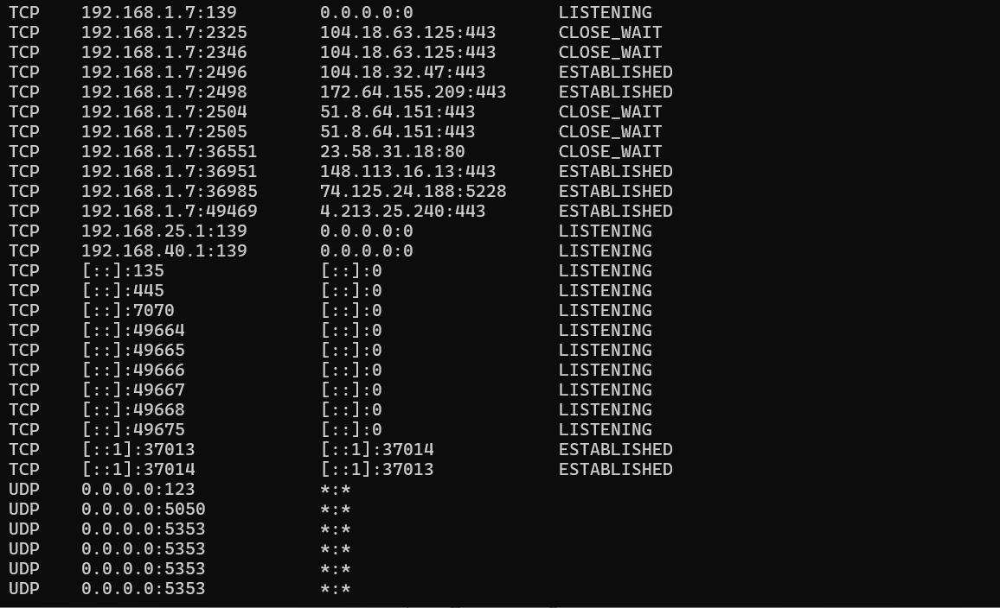 TCP    192.168.1.7:139        0.0.0.0:0              LISTENING
TCP    192.168.1.7:2325       104.18.63.125:443      CLOSE_WAIT
TCP    192.168.1.7:2346       104.18.63.125:443      CLOSE_WAIT
TCP    192.168.1.7:2496       104.18.32.47:443       ESTABLISHED
TCP    192.168.1.7:2498       172.64.155.209:443     ESTABLISHED
TCP    192.168.1.7:2504       51.8.64.151:443        CLOSE_WAIT
TCP    192.168.1.7:2505       51.8.64.151:443        CLOSE_WAIT
TCP    192.168.1.7:36551      23.58.31.18:80         CLOSE_WAIT
TCP    192.168.1.7:36951      148.113.16.13:443      ESTABLISHED
TCP    192.168.1.7:36985      74.125.24.188:5228     ESTABLISHED
TCP    192.168.1.7:49469      4.213.25.240:443       ESTABLISHED
TCP    192.168.25.1:139       0.0.0.0:0              LISTENING
TCP    192.168.40.1:139       0.0.0.0:0              LISTENING
TCP    [::]:135               [::]:0                 LISTENING
TCP    [::]:445               [::]:0                 LISTENING
TCP    [::]:7070              [::]:0                 LISTENING
TCP    [::]:49664             [::]:0                 LISTENING
TCP    [::]:49665             [::]:0                 LISTENING
TCP    [::]:49666             [::]:0                 LISTENING
TCP    [::]:49667             [::]:0                 LISTENING
TCP    [::]:49668             [::]:0                 LISTENING
TCP    [::]:49675             [::]:0                 LISTENING
TCP    [::1]:37013            [::1]:37014            ESTABLISHED
TCP    [::1]:37014            [::1]:37013            ESTABLISHED
UDP    0.0.0.0:123            *:*
UDP    0.0.0.0:5050           *:*
UDP    0.0.0.0:5353           *:*
UDP    0.0.0.0:5353           *:*
UDP    0.0.0.0:5353           *:*
UDP    0.0.0.0:5353           *:*